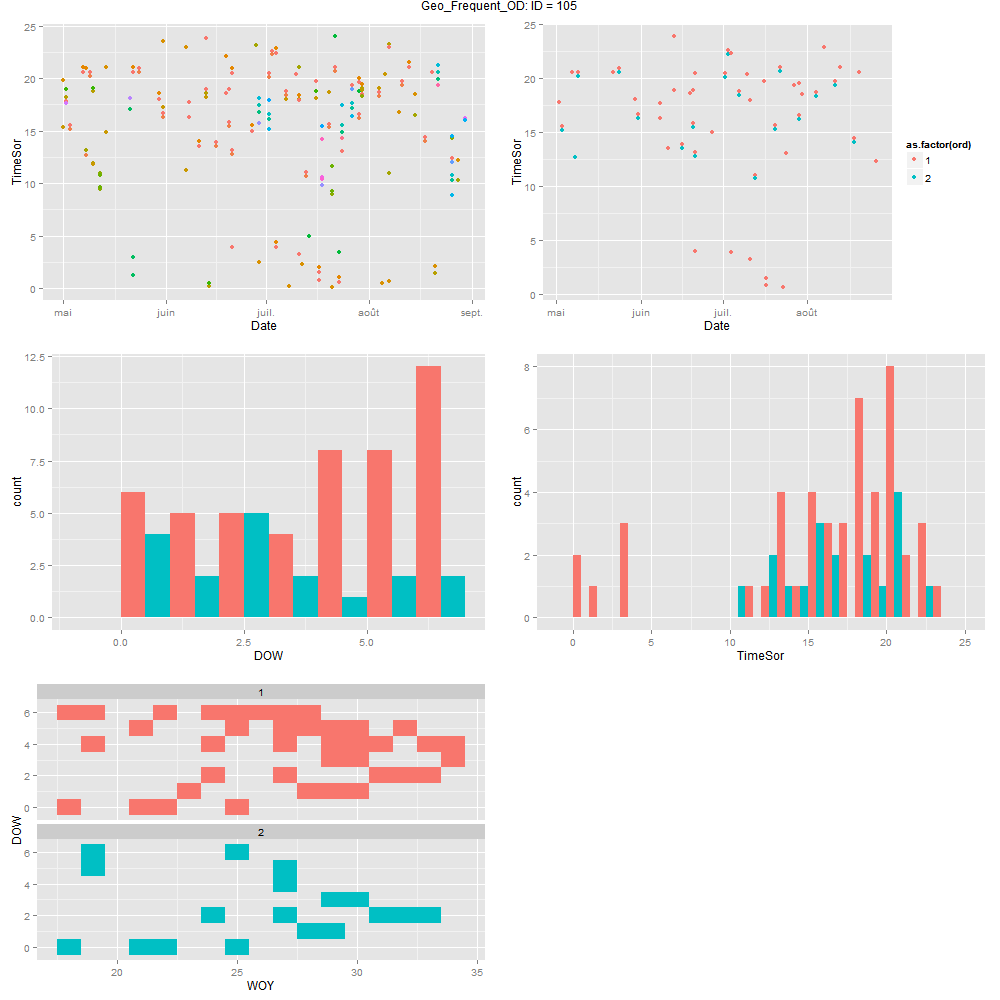 Geo_Frequent_OD: ID = 105
25
20
15
10
5
0
TimeSor
mai
juin
juil.
août
sept.
Date
25
20
15
10
5
0
TimeSor
mai
juin
juil.
août
Date
as.factor(ord)
1
2
12.5
10.0
7.5
5.0
2.5
0.0
count
0.0
2.5
5.0
DOW
8
6
4
2
0
count
0
5
10
15
20
25
TimeSor
1
6
4
2
0
DOW
2
6
4
2
0
20
25
30
35
WOY